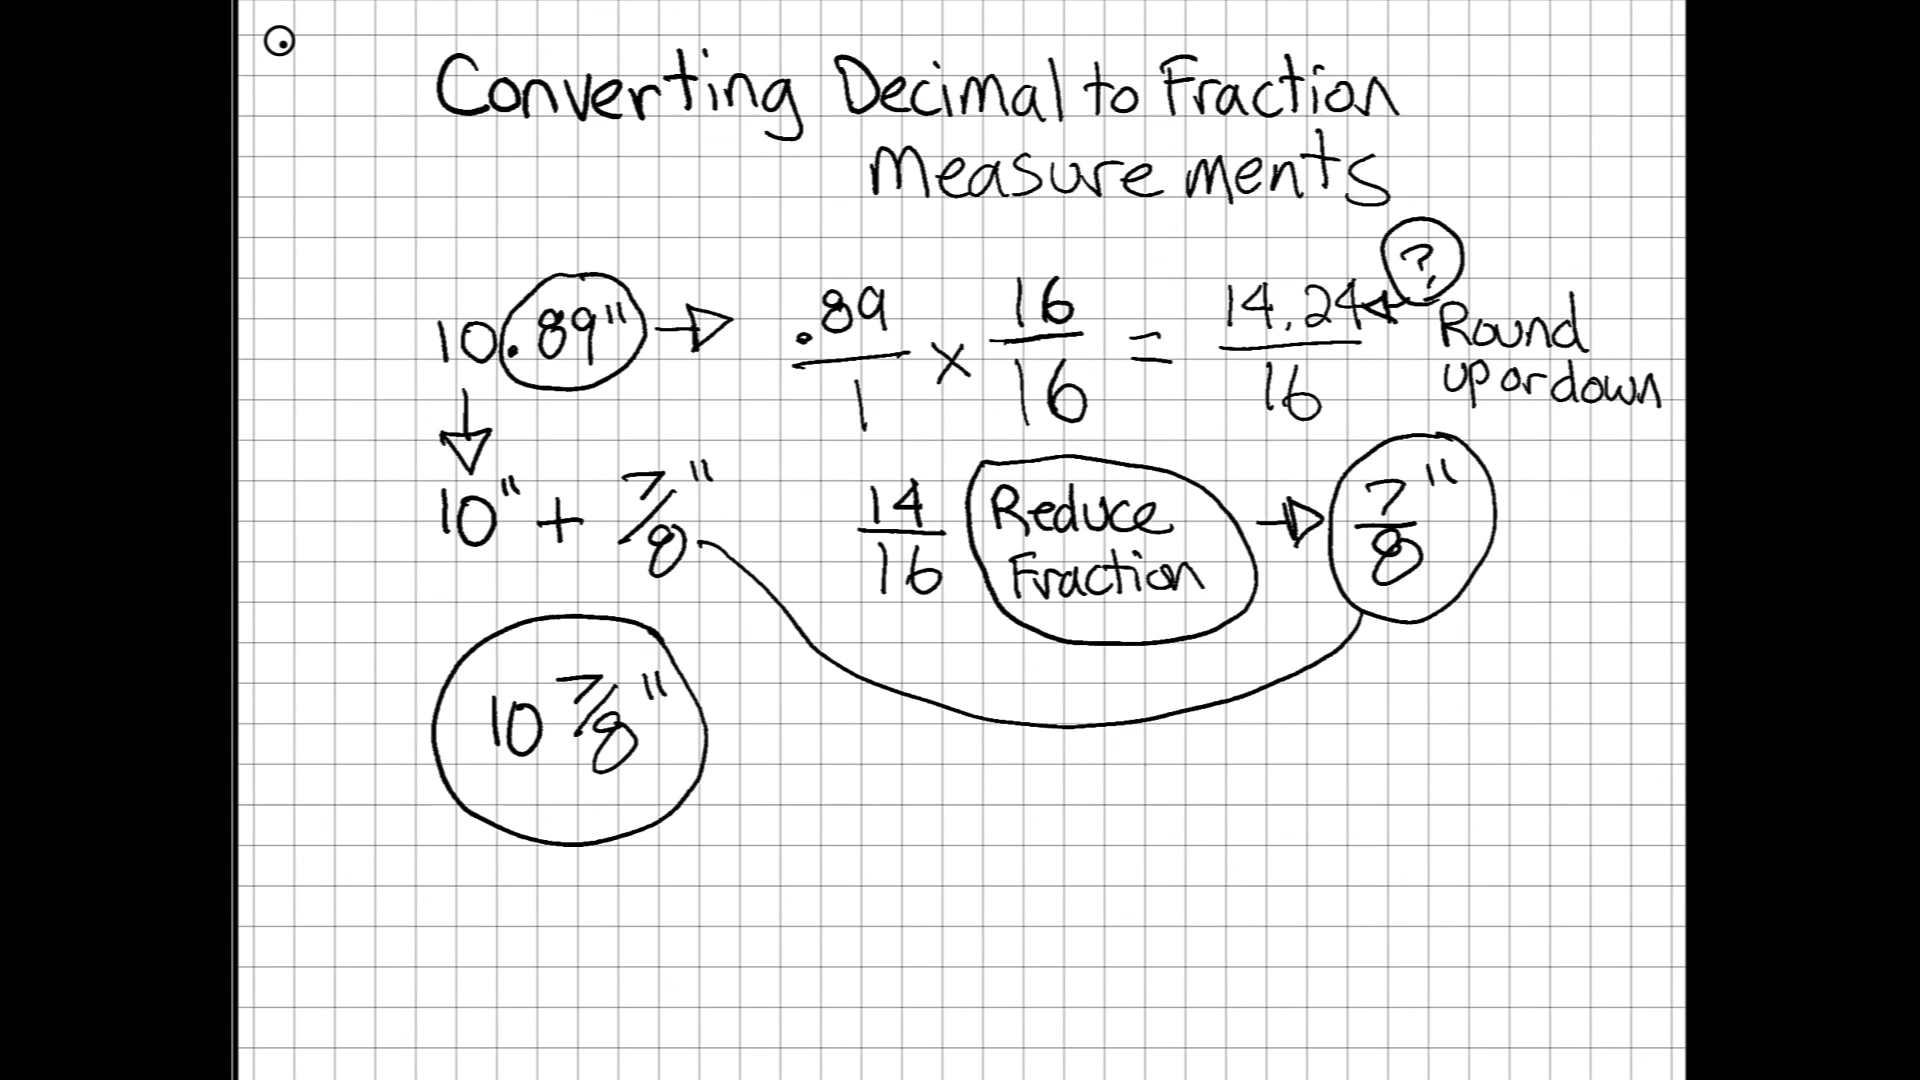 Converting Decimal to Fraction
Measurements
?
10.89" → .89/1 × 16/16 = 14.24/16 Round
up or down
10" + 7/8" 14/16 Reduce Fraction → 7/8"
10 7/8"